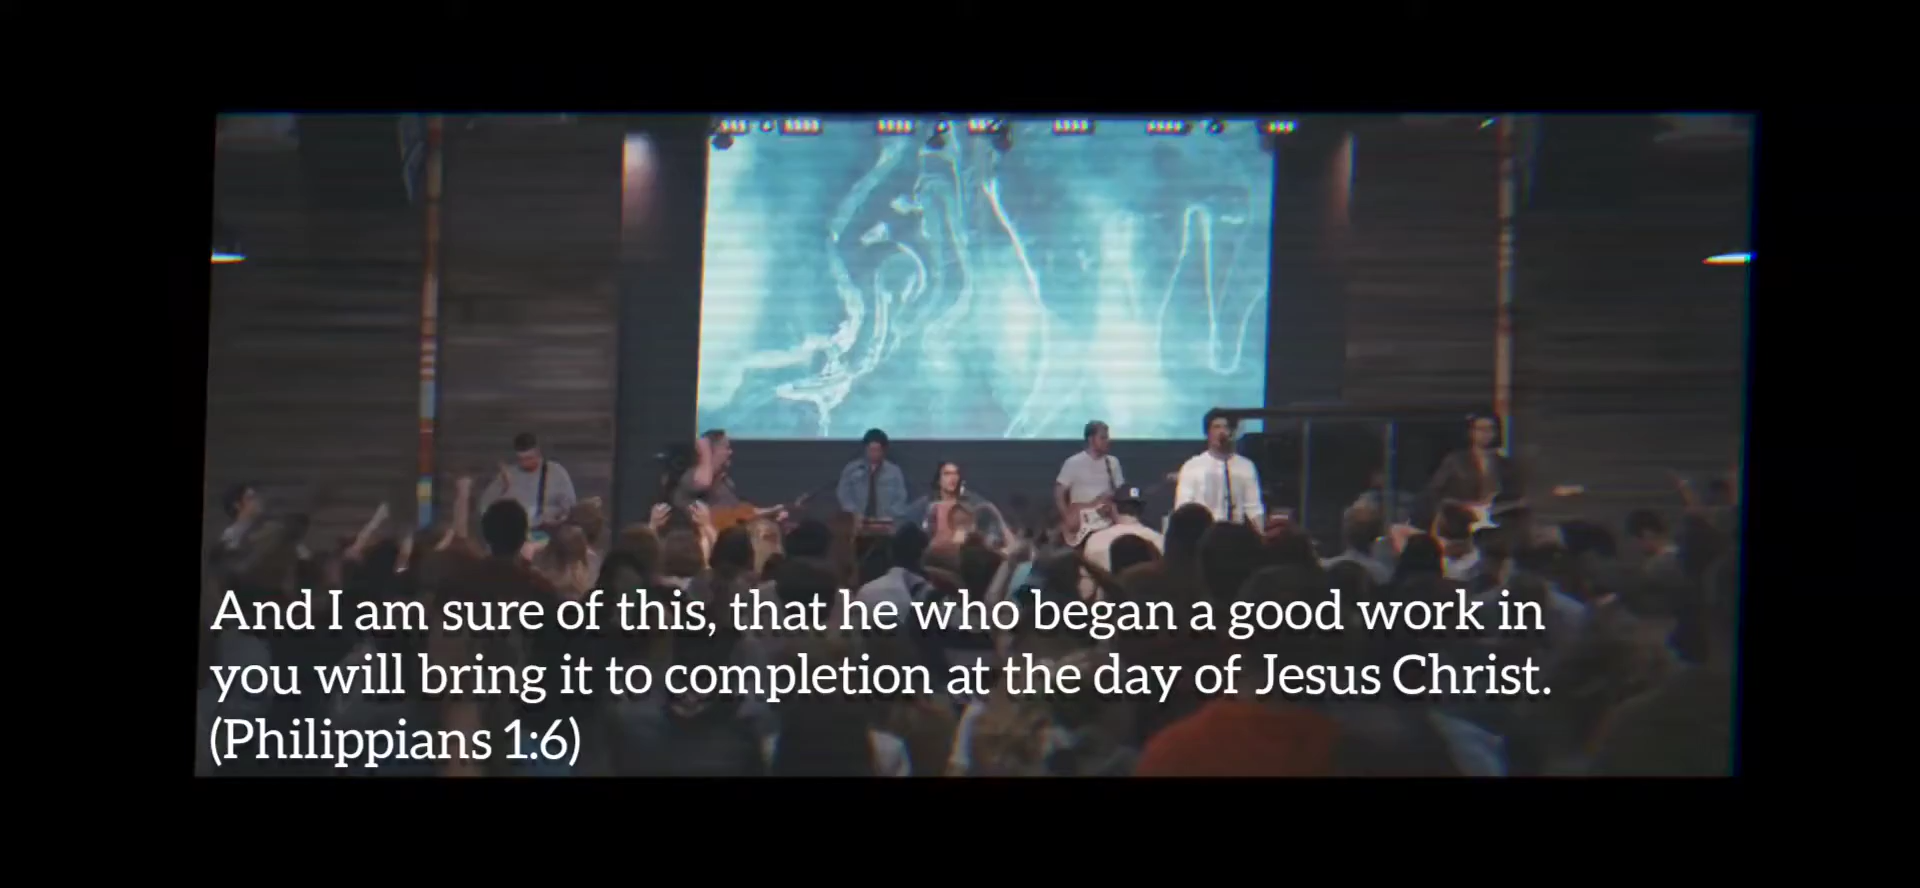 And I am sure of this, that he who began a good work in
you will bring it to completion at the day of Jesus Christ.
(Philippians 1:6)